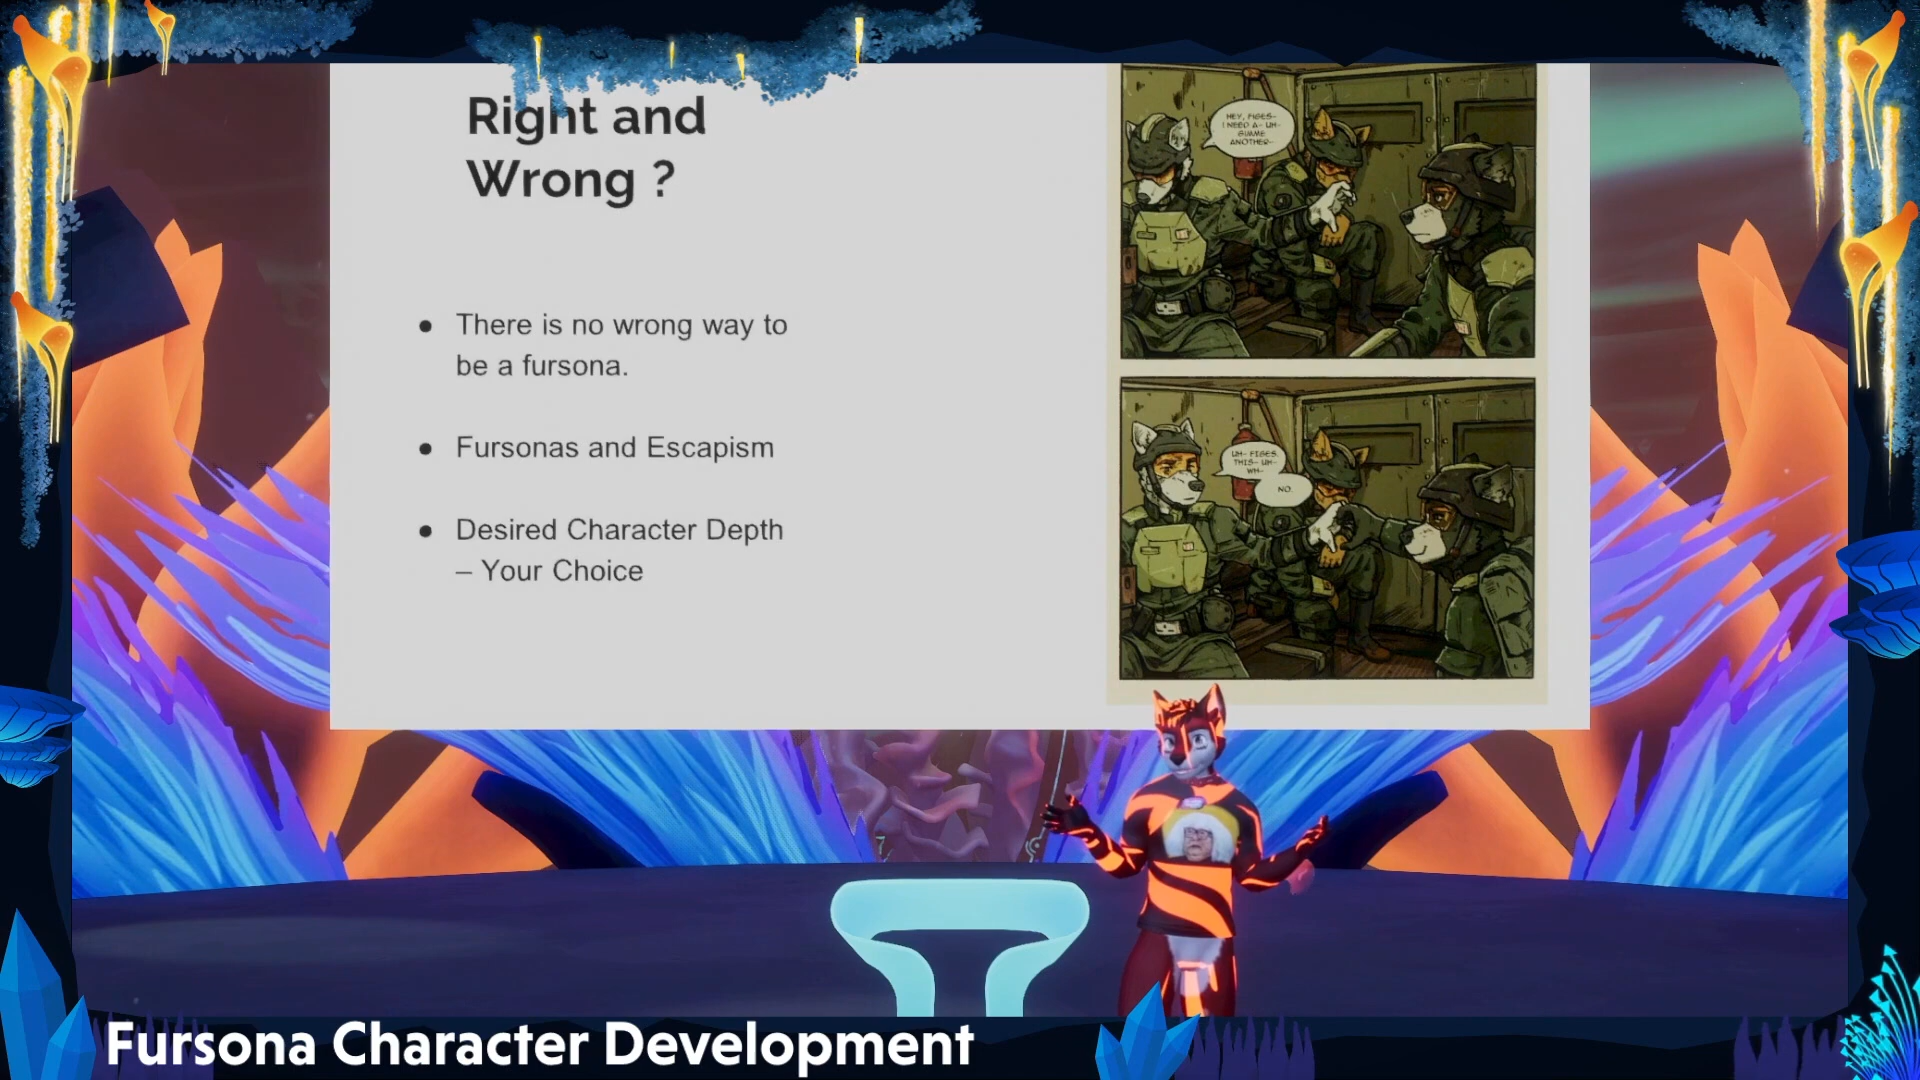 Right and
Wrong ?
There is no wrong way to
be a fursona.
Fursonas and Escapism
Desired Character Depth
– Your Choice
HEY, FIGES-
I NEED A- UH-
GIMME
ANOTHER-
UH- FIGES,
THIS- UH-
WH-
NO.
Fursona Character Development